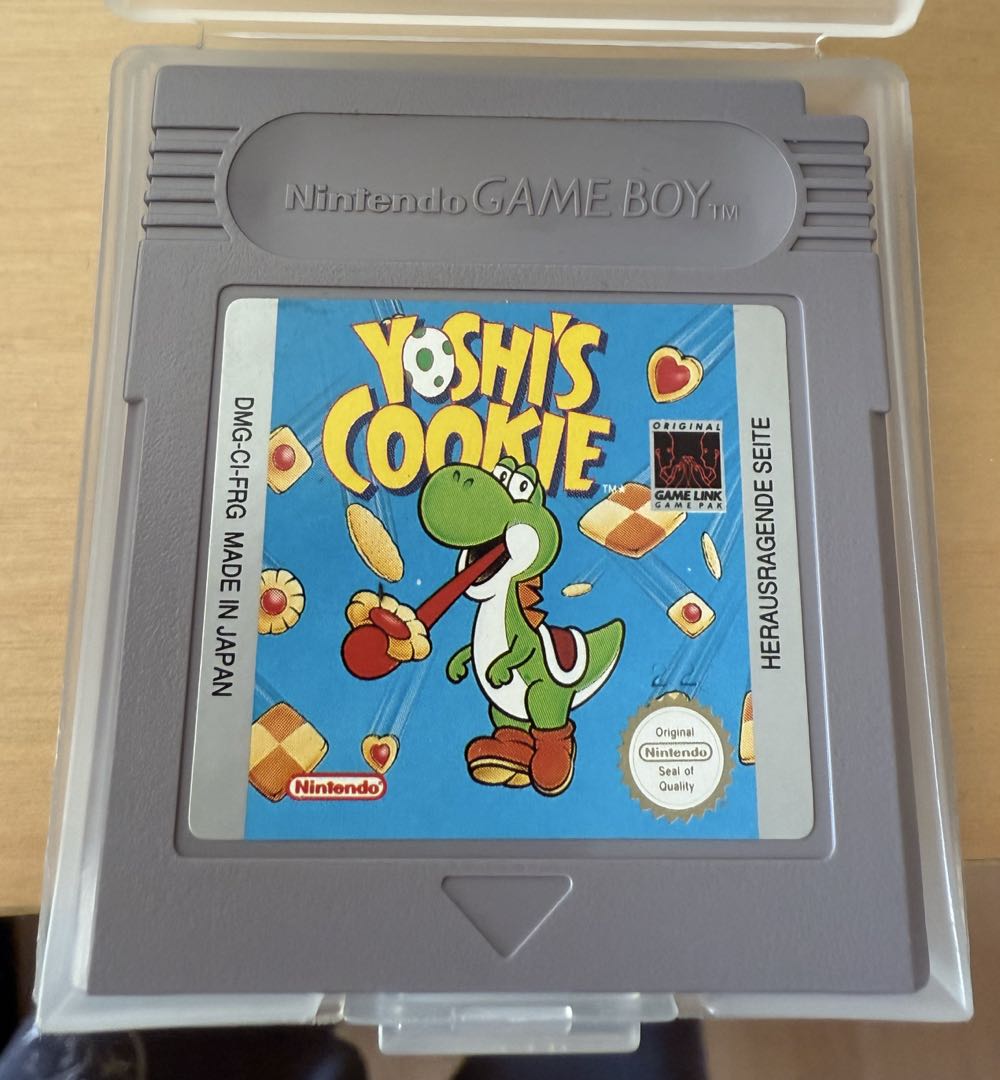 Nintendo GAME BOY TM
YOSHI'S
COOKIE
TM
ORIGINAL
GAME LINK
GAME PAK
DMG-CI-FRG MADE IN JAPAN
HERAUSRAGENDE SEITE
Nintendo
Original
Nintendo
Seal of
Quality